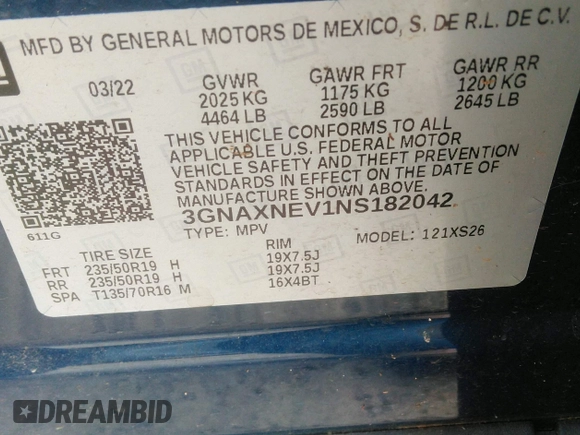 MFD BY GENERAL MOTORS DE MEXICO, S. DE R.L. DE C.V.
03/22 GVWR GAWR FRT GAWR RR
2025 KG 1175 KG 1200 KG
4464 LB 2590 LB 2645 LB
THIS VEHICLE CONFORMS TO ALL
APPLICABLE U.S. FEDERAL MOTOR
VEHICLE SAFETY AND THEFT PREVENTION
STANDARDS IN EFFECT ON THE DATE OF
MANUFACTURE SHOWN ABOVE.
3GNAXNEV1NS182042
611G
TYPE: MPV MODEL: 121XS26
TIRE SIZE RIM
FRT 235/50R19 H 19X7.5J
RR 235/50R19 H 19X7.5J
SPA T135/70R16 M 16X4BT
DREAMBID